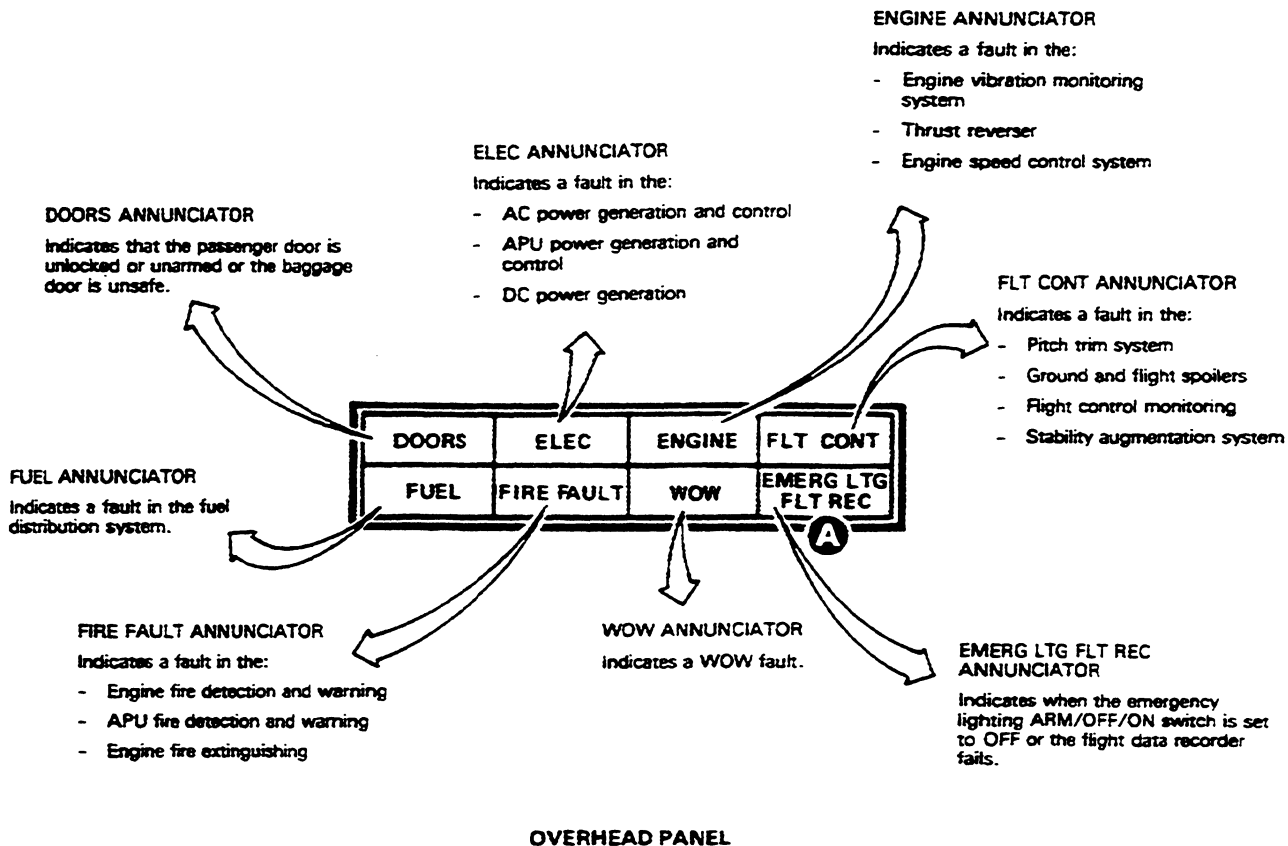 ENGINE ANNUNCIATOR
Indicates a fault in the:
- Engine vibration monitoring
system
- Thrust reverser
- Engine speed control system
ELEC ANNUNCIATOR
Indicates a fault in the:
- AC power generation and control
- APU power generation and
control
- DC power generation
DOORS ANNUNCIATOR
Indicates that the passenger door is
unlocked or unarmed or the baggage
door is unsafe.
FLT CONT ANNUNCIATOR
Indicates a fault in the:
- Pitch trim system
- Ground and flight spoilers
- Flight control monitoring
- Stability augmentation system
DOORS ELEC ENGINE FLT CONT
FUEL FIRE FAULT WOW EMERG LTG
FLT REC
A
FUEL ANNUNCIATOR
Indicates a fault in the fuel
distribution system.
FIRE FAULT ANNUNCIATOR
Indicates a fault in the:
- Engine fire detection and warning
- APU fire detection and warning
- Engine fire extinguishing
WOW ANNUNCIATOR
Indicates a WOW fault.
EMERG LTG FLT REC
ANNUNCIATOR
Indicates when the emergency
lighting ARM/OFF/ON switch is set
to OFF or the flight data recorder
fails.
OVERHEAD PANEL